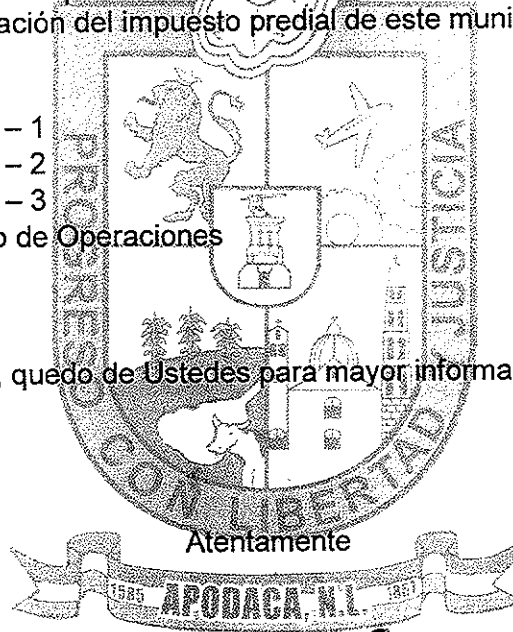 ación del impuesto predial de este muni
– 1
– 2
– 3
o de Operaciones
, quedo de Ustedes para mayor informa
PROGRESO CON LIBERTAD Y JUSTICIA
Atentamente
1585 APODACA, N.L. 1851